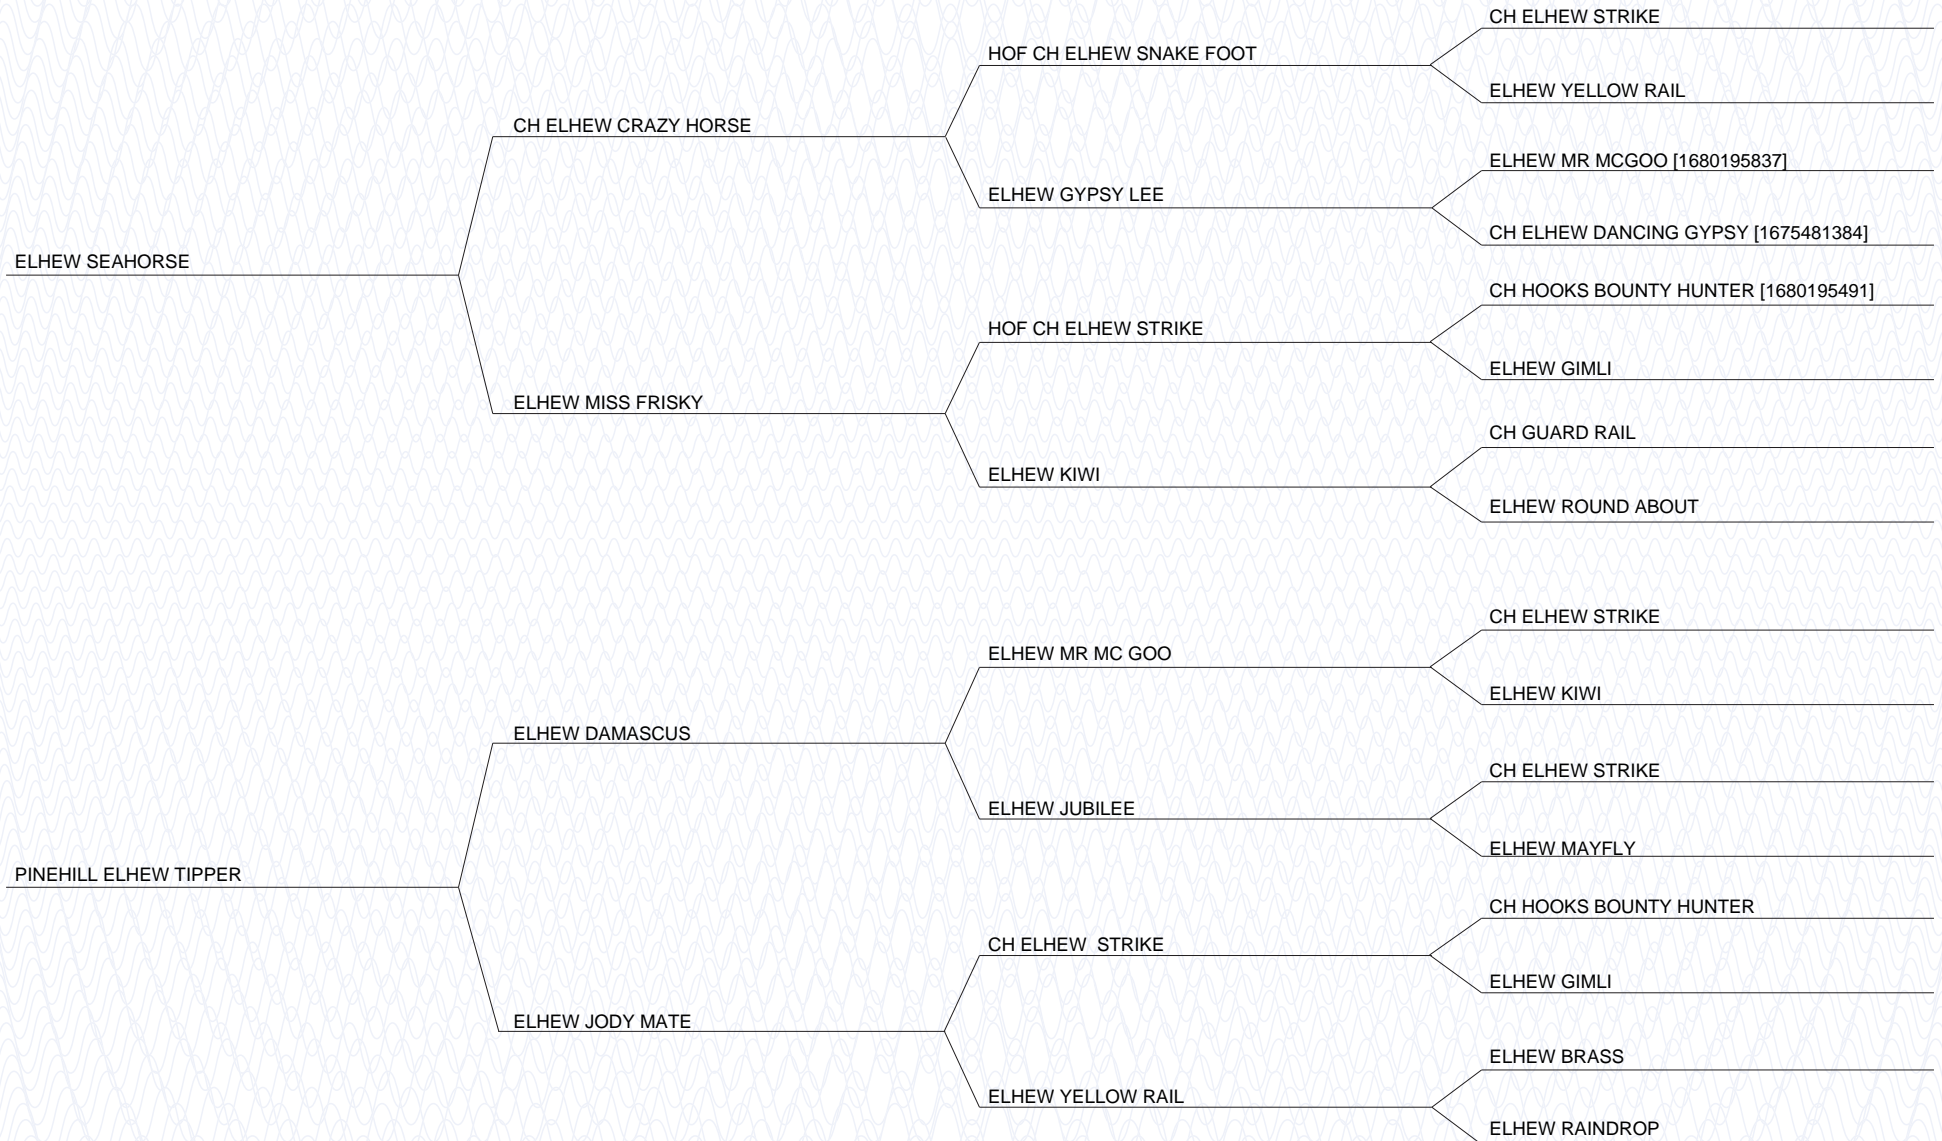 CH ELHEW STRIKE
HOF CH ELHEW SNAKE FOOT
ELHEW YELLOW RAIL
CH ELHEW CRAZY HORSE
ELHEW MR MCGOO [1680195837]
ELHEW GYPSY LEE
CH ELHEW DANCING GYPSY [1675481384]
ELHEW SEAHORSE
CH HOOKS BOUNTY HUNTER [1680195491]
HOF CH ELHEW STRIKE
ELHEW GIMLI
ELHEW MISS FRISKY
CH GUARD RAIL
ELHEW KIWI
ELHEW ROUND ABOUT
CH ELHEW STRIKE
ELHEW MR MC GOO
ELHEW KIWI
ELHEW DAMASCUS
CH ELHEW STRIKE
ELHEW JUBILEE
ELHEW MAYFLY
PINEHILL ELHEW TIPPER
CH HOOKS BOUNTY HUNTER
CH ELHEW  STRIKE
ELHEW GIMLI
ELHEW JODY MATE
ELHEW BRASS
ELHEW YELLOW RAIL
ELHEW RAINDROP